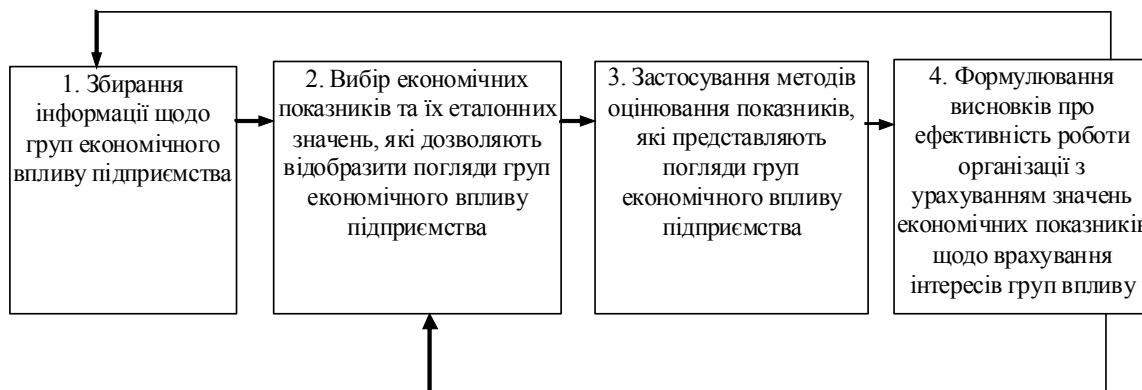 1. Збирання
інформації щодо
груп економічного
впливу підприємства
2. Вибір економічних
показників та їх еталонних
значень, які дозволяють
відобразити погляди груп
економічного впливу
підприємства
3. Застосування методів
оцінювання показників,
які представляють
погляди груп
економічного впливу
підприємства
4. Формулювання
висновків про
ефективність роботи
організації з
урахуванням значень
економічних показників
щодо врахування
інтересів груп впливу